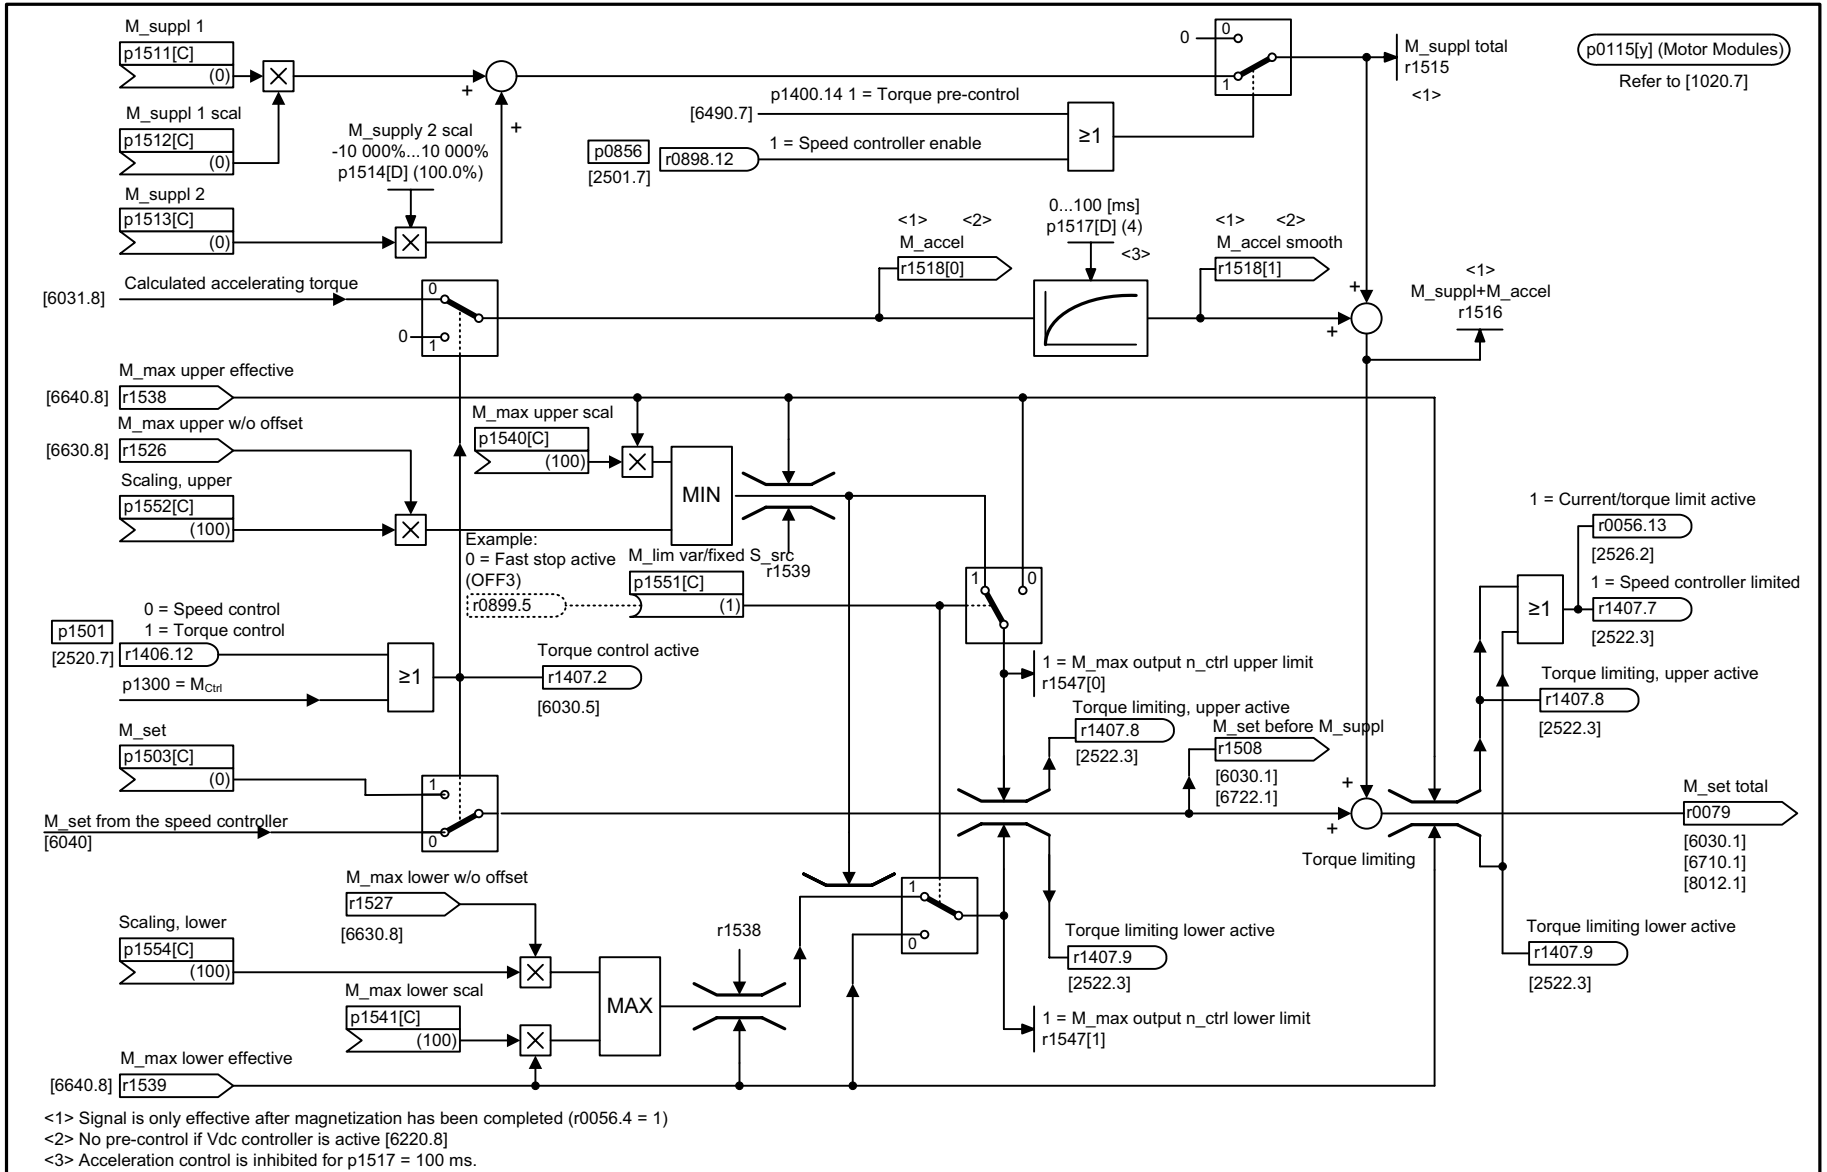 M_suppl 1
p1511[C]
(0)
M_suppl 1 scal
p1512[C]
(0)
M_suppl 2
p1513[C]
(0)
M_supply 2 scal
-10 000%...10 000%
p1514[D] (100.0%)
+
+
0
0
1
M_suppl total
r1515
<1>
p0115[y] (Motor Modules)
Refer to [1020.7]
p1400.14 1 = Torque pre-control
[6490.7]
1 = Speed controller enable
p0856
r0898.12
[2501.7]
≥1
Calculated accelerating torque
[6031.8]
0
0
1
<1> <2>
M_accel
r1518[0]
0...100 [ms]
p1517[D] (4)
<3>
<1> <2>
M_accel smooth
r1518[1]
+
+
<1>
M_suppl+M_accel
r1516
M_max upper effective
[6640.8]
r1538
M_max upper w/o offset
[6630.8]
r1526
Scaling, upper
p1552[C]
(100)
M_max upper scal
p1540[C]
(100)
MIN
r1539
Example:
0 = Fast stop active
(OFF3)
r0899.5
M_lim var/fixed S_src
p1551[C]
(1)
1
0
0 = Speed control
1 = Torque control
p1501
[2520.7]
r1406.12
p1300 = MCtrl
≥1
Torque control active
r1407.2
[6030.5]
1 = M_max output n_ctrl upper limit
r1547[0]
Torque limiting, upper active
r1407.8
[2522.3]
M_set before M_suppl
r1508
[6030.1]
[6722.1]
1 = Current/torque limit active
r0056.13
[2526.2]
≥1
1 = Speed controller limited
r1407.7
[2522.3]
Torque limiting, upper active
r1407.8
[2522.3]
M_set
p1503[C]
(0)
M_set from the speed controller
[6040]
1
0
+
+
Torque limiting
M_set total
r0079
[6030.1]
[6710.1]
[8012.1]
M_max lower w/o offset
r1527
[6630.8]
Scaling, lower
p1554[C]
(100)
M_max lower scal
p1541[C]
(100)
MAX
r1538
1
0
Torque limiting lower active
r1407.9
[2522.3]
Torque limiting lower active
r1407.9
[2522.3]
1 = M_max output n_ctrl lower limit
r1547[1]
M_max lower effective
[6640.8]
r1539
<1> Signal is only effective after magnetization has been completed (r0056.4 = 1)
<2> No pre-control if Vdc controller is active [6220.8]
<3> Acceleration control is inhibited for p1517 = 100 ms.